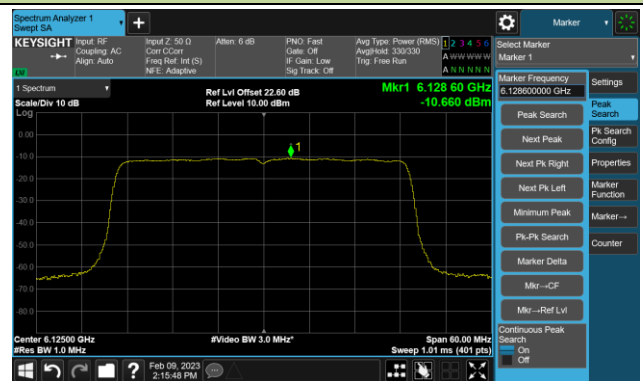 Spectrum Analyzer 1
Swept SA
Marker
KEYSIGHT
Input: RF
Coupling: AC
Align: Auto
Input Z: 50 Ω
Corr CCorr
Freq Ref: Int (S)
NFE: Adaptive
Atten: 6 dB
PNO: Fast
Gate: Off
IF Gain: Low
Sig Track: Off
Avg Type: Power (RMS)
Avg|Hold: 330/330
Trig: Free Run
1 2 3 4 5 6
A W W W W W
A N N N N N
Select Marker
Marker 1
LV
1 Spectrum
Scale/Div 10 dB
Log
Ref Lvl Offset 22.60 dB
Ref Level 10.00 dBm
Mkr1 6.128 60 GHz
-10.660 dBm
1
0.00
-10.0
-20.0
-30.0
-40.0
-50.0
-60.0
-70.0
-80.0
Center 6.12500 GHz
#Res BW 1.0 MHz
#Video BW 3.0 MHz*
Span 60.00 MHz
Sweep 1.01 ms (401 pts)
Marker Frequency
6.128600000 GHz
Peak Search
Next Peak
Next Pk Right
Next Pk Left
Minimum Peak
Pk-Pk Search
Marker Delta
Mkr→CF
Mkr→Ref Lvl
Continuous Peak
Search
On
Off
Settings
Peak
Search
Pk Search
Config
Properties
Marker
Function
Marker→
Counter
?
Feb 09, 2023
2:15:48 PM